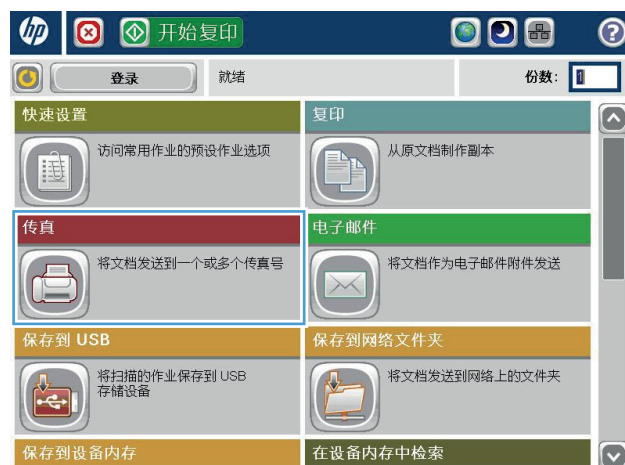 hp
开始复印
?
登录
就绪
份数: 1
快速设置
访问常用作业的预设作业选项
复印
从原文档制作副本
传真
将文档发送到一个或多个传真号
电子邮件
将文档作为电子邮件附件发送
保存到 USB
将扫描的作业保存到 USB
存储设备
保存到网络文件夹
将文档发送到网络上的文件夹
保存到设备内存
在设备内存中检索